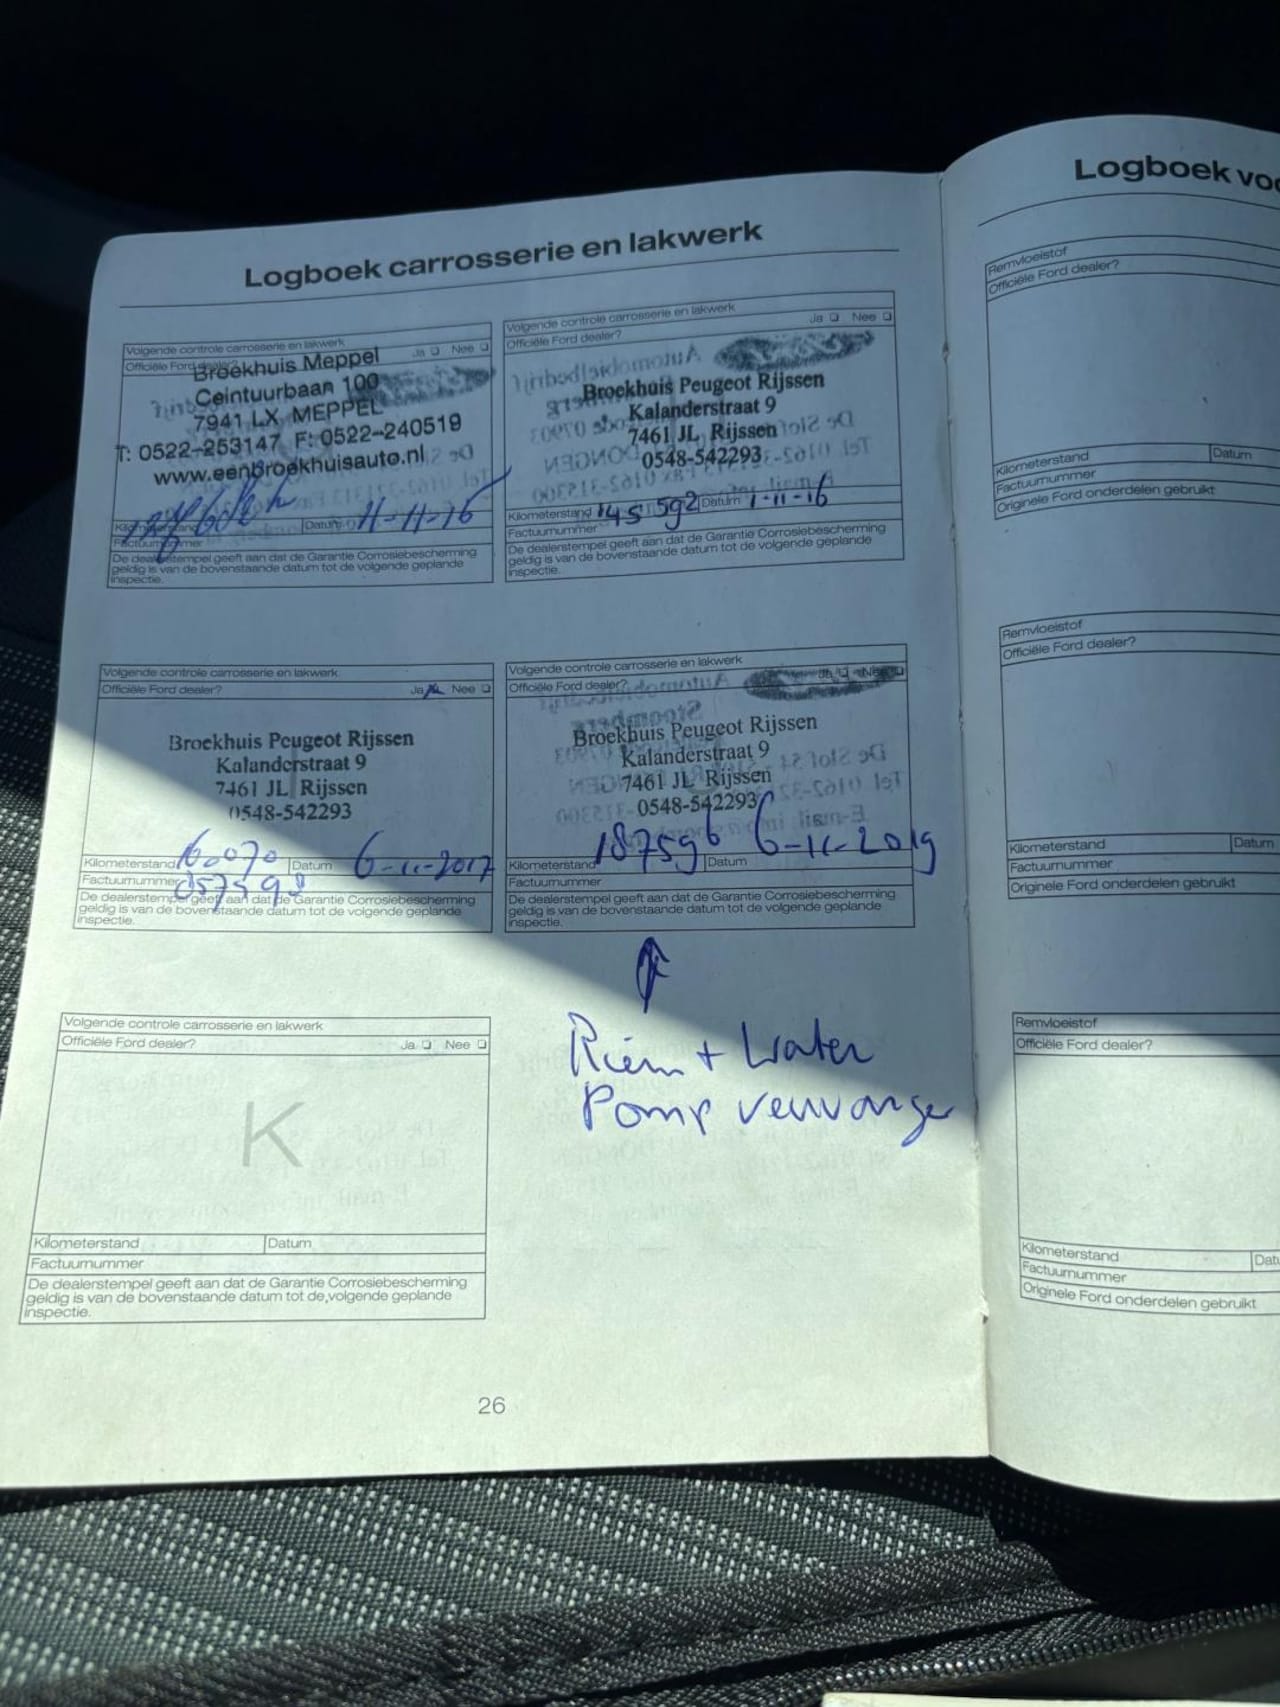 Logboek carrosserie en lakwerk
Volgende controle carrosserie en lakwerk
Officiële Ford dealer? Ja Nee
Broekhuis Meppel
Ceintuurbaan 100
7941 LX MEPPEL
T: 0522-253147 F: 0522-240519
www.eenbroekhuisauto.nl
Kilometerstand Datum 11-11-15
Factuurnummer
De dealerstempel geeft aan dat de Garantie Corrosiebescherming
geldig is van de bovenstaande datum tot de volgende geplande
inspectie.
Volgende controle carrosserie en lakwerk
Officiële Ford dealer? Ja Nee
Broekhuis Peugeot Rijssen
Kalanderstraat 9
7461 JL Rijssen
0548-542293
Kilometerstand 145592 Datum 1-11-16
Factuurnummer
De dealerstempel geeft aan dat de Garantie Corrosiebescherming
geldig is van de bovenstaande datum tot de volgende geplande
inspectie.
Volgende controle carrosserie en lakwerk
Officiële Ford dealer? Ja Nee
Broekhuis Peugeot Rijssen
Kalanderstraat 9
7461 JL Rijssen
0548-542293
Kilometerstand 160070 Datum 6-11-2017
Factuurnummer 057598
De dealerstempel geeft aan dat de Garantie Corrosiebescherming
geldig is van de bovenstaande datum tot de volgende geplande
inspectie.
Volgende controle carrosserie en lakwerk
Officiële Ford dealer? Ja Nee
Broekhuis Peugeot Rijssen
Kalanderstraat 9
7461 JL Rijssen
0548-542293
Kilometerstand 187596 Datum 6-11-2019
Factuurnummer
De dealerstempel geeft aan dat de Garantie Corrosiebescherming
geldig is van de bovenstaande datum tot de volgende geplande
inspectie.
Riem + Water
Pomp vervangen
Volgende controle carrosserie en lakwerk
Officiële Ford dealer? Ja Nee
K
Kilometerstand Datum
Factuurnummer
De dealerstempel geeft aan dat de Garantie Corrosiebescherming
geldig is van de bovenstaande datum tot de volgende geplande
inspectie.
26
Logboek voo
Remvloeistof
Officiële Ford dealer?
Kilometerstand Datum
Factuurnummer
Originele Ford onderdelen gebruikt
Remvloeistof
Officiële Ford dealer?
Kilometerstand Datum
Factuurnummer
Originele Ford onderdelen gebruikt
Remvloeistof
Officiële Ford dealer?
Kilometerstand Datu
Factuurnummer
Originele Ford onderdelen gebruikt